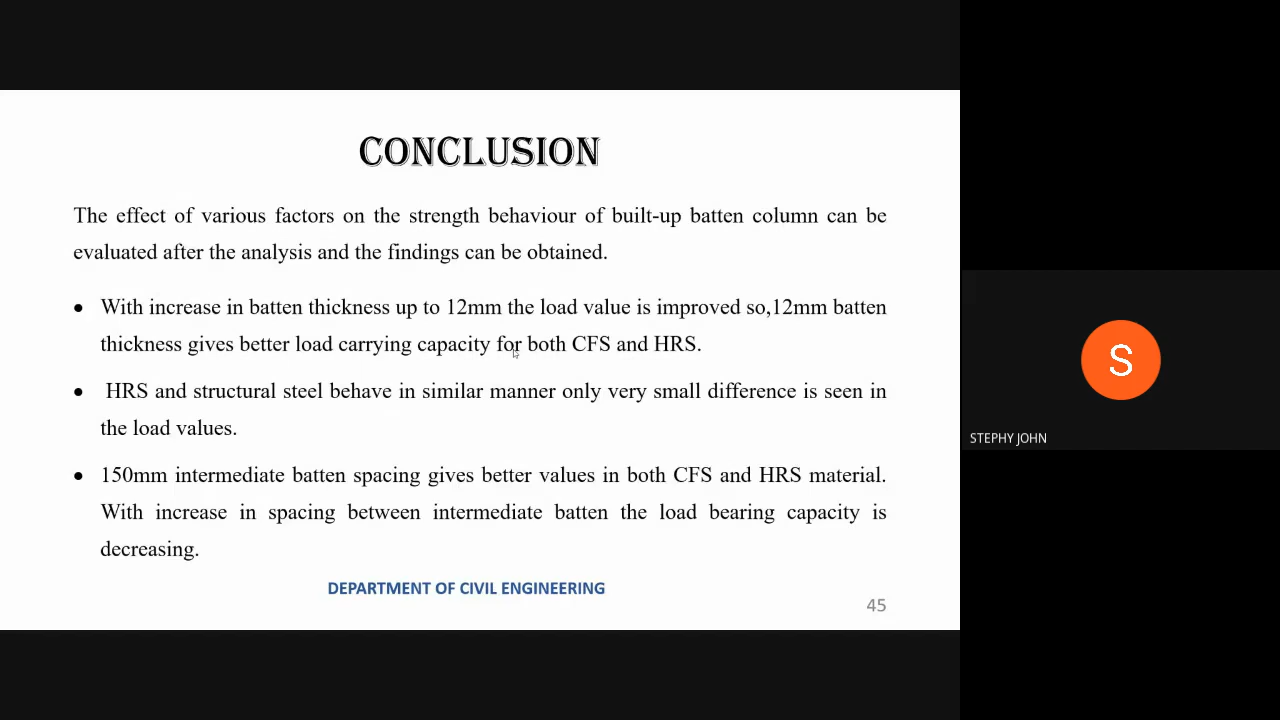 CONCLUSION
The effect of various factors on the strength behaviour of built-up batten column can be
evaluated after the analysis and the findings can be obtained.
• With increase in batten thickness up to 12mm the load value is improved so,12mm batten
thickness gives better load carrying capacity for both CFS and HRS.
• HRS and structural steel behave in similar manner only very small difference is seen in
the load values.
• 150mm intermediate batten spacing gives better values in both CFS and HRS material.
With increase in spacing between intermediate batten the load bearing capacity is
decreasing.
DEPARTMENT OF CIVIL ENGINEERING
45
S
STEPHY JOHN